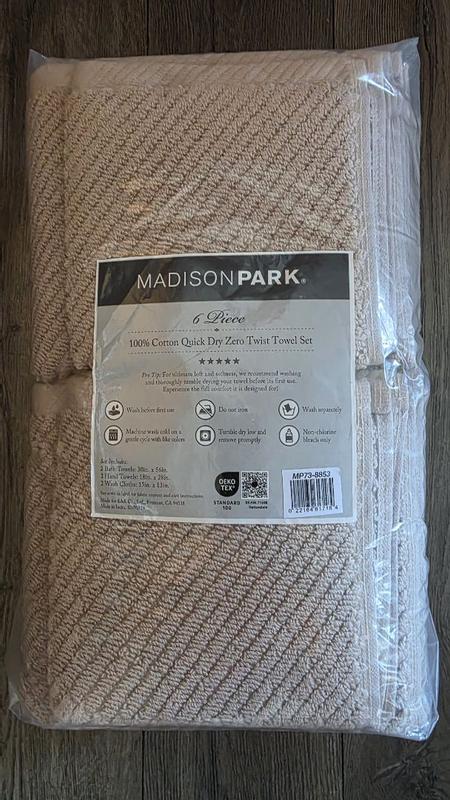 MADISONPARK®
6 Piece
100% Cotton Quick Dry Zero Twist Towel Set
Pro Tip: For ultimate loft and softness, we recommend washing
and thoroughly tumble drying your towel before its first use.
Experience the full comfort it is designed for!
Wash before first use
Do not iron
Wash separately
Machine wash cold on a
gentle cycle with like colors
Tumble dry low and
remove promptly
Non-chlorine
bleach only
Set Includes:
2 Bath Towels: 30in. x 56in.
2 Hand Towels: 18in. x 28in.
2 Wash Cloths: 13in. x 13in.
OEKO
TEX®
STANDARD
100
MP73-8853